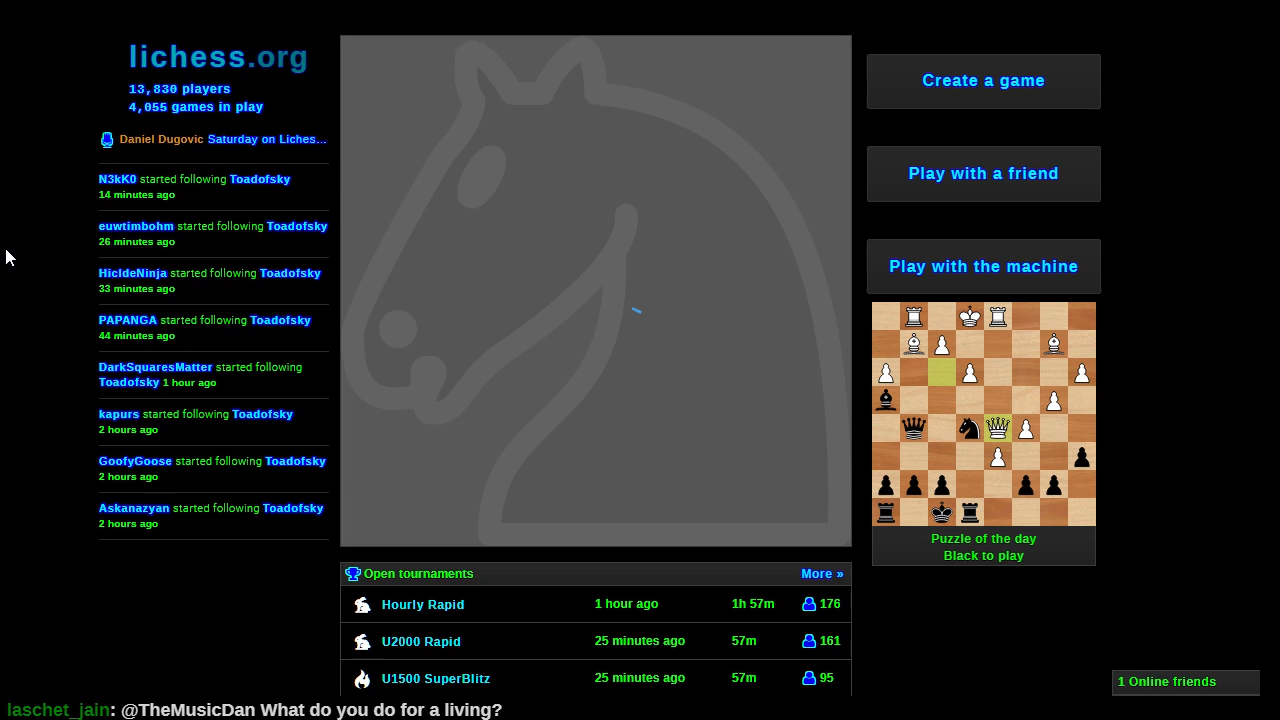 lichess.org
13,830 players
4,055 games in play
Daniel Dugovic Saturday on Liches...
N3kK0 started following Toadofsky
14 minutes ago
euwtimbohm started following Toadofsky
26 minutes ago
HicIdeNinja started following Toadofsky
33 minutes ago
PAPANGA started following Toadofsky
44 minutes ago
DarkSquaresMatter started following
Toadofsky 1 hour ago
kapurs started following Toadofsky
2 hours ago
GoofyGoose started following Toadofsky
2 hours ago
Askanazyan started following Toadofsky
2 hours ago
Open tournaments More »
Hourly Rapid 1 hour ago 1h 57m 176
U2000 Rapid 25 minutes ago 57m 161
U1500 SuperBlitz 25 minutes ago 57m 95
Create a game
Play with a friend
Play with the machine
Puzzle of the day
Black to play
1 Online friends
laschet_jain: @TheMusicDan What do you do for a living?